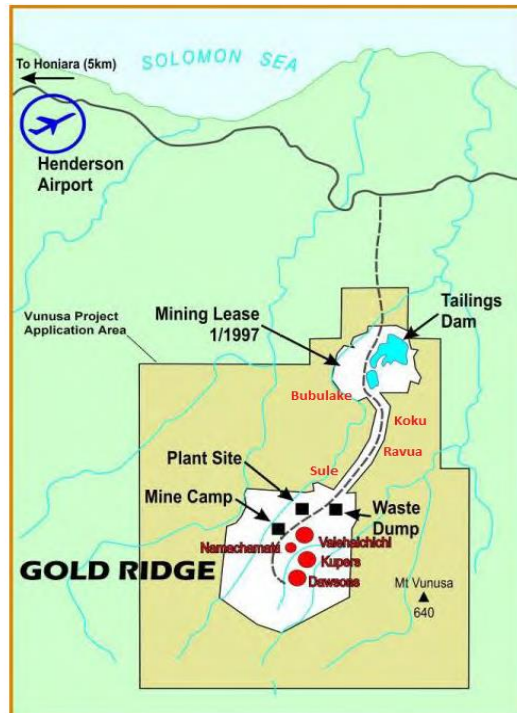 To Honiara (5km)
SOLOMON SEA
Henderson
Airport
Vunusa Project
Application Area
Mining Lease
1/1997
Tailings
Dam
Bubulake
Koku
Ravua
Sule
Plant Site
Mine Camp
Waste
Dump
Namachamata
Valehaichichi
Kupers
Dawsons
GOLD RIDGE
Mt Vunusa
640